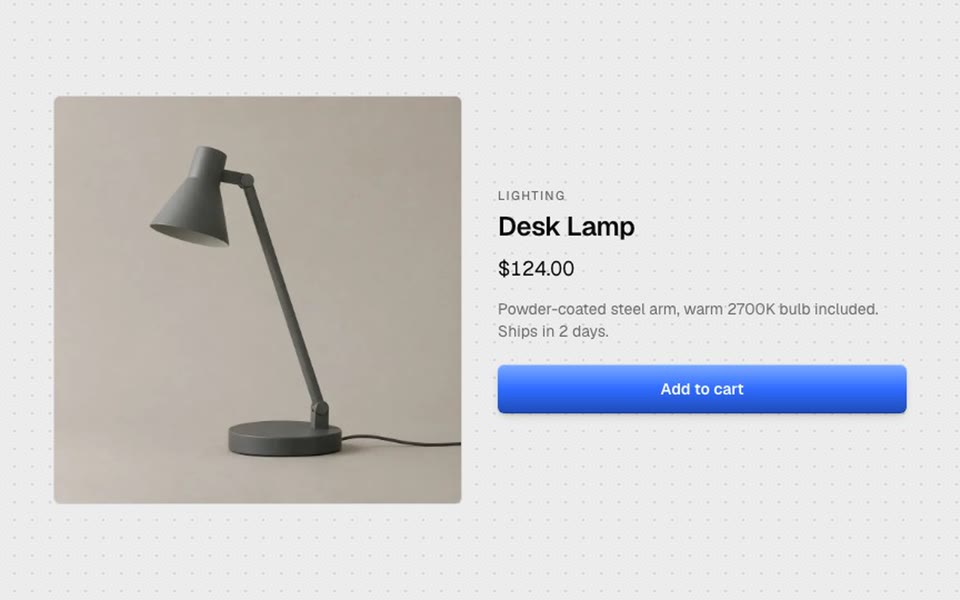 LIGHTING
Desk Lamp
$124.00
Powder-coated steel arm, warm 2700K bulb included.
Ships in 2 days.
Add to cart